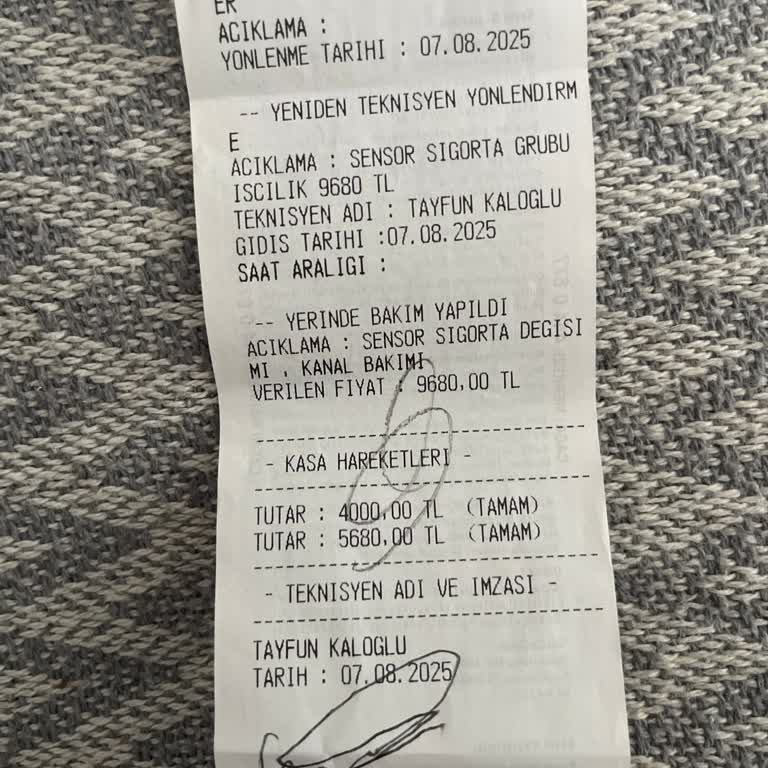 ER
ACIKLAMA :
YONLENME TARIHI : 07.08.2025
-- YENIDEN TEKNISYEN YONLENDIRM
E
ACIKLAMA : SENSOR SIGORTA GRUBU
ISCILIK 9680 TL
TEKNISYEN ADI : TAYFUN KALOGLU
GIDIS TARIHI :07.08.2025
SAAT ARALIGI :
-- YERINDE BAKIM YAPILDI
ACIKLAMA : SENSOR SIGORTA DEGISI
MI , KANAL BAKIMI
VERILEN FIYAT : 9680,00 TL
- KASA HAREKETLERI -
TUTAR : 4000,00 TL (TAMAM)
TUTAR : 5680,00 TL (TAMAM)
- TEKNISYEN ADI VE IMZASI -
TAYFUN KALOGLU
TARIH : 07.08.2025